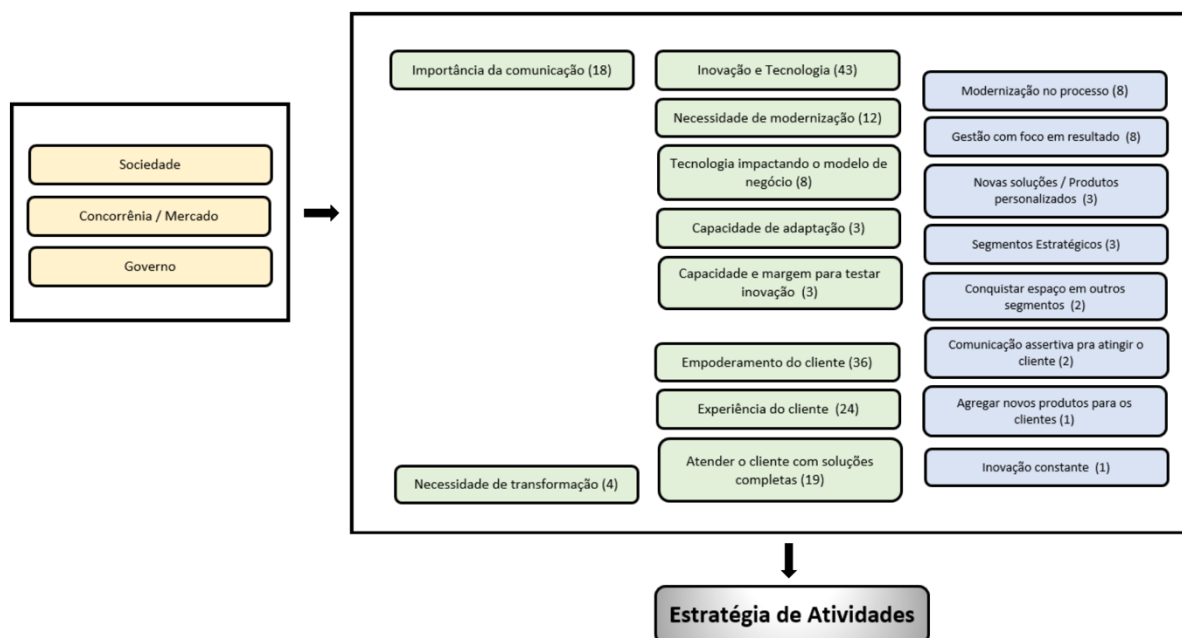 Sociedade
Concorrênia / Mercado
Governo
Importância da comunicação (18)
Necessidade de transformação (4)
Inovação e Tecnologia (43)
Necessidade de modernização (12)
Tecnologia impactando o modelo de
negócio (8)
Capacidade de adaptação (3)
Capacidade e margem para testar
inovação (3)
Empoderamento do cliente (36)
Experiência do cliente (24)
Atender o cliente com soluções
completas (19)
Modernização no processo (8)
Gestão com foco em resultado (8)
Novas soluções / Produtos
personalizados (3)
Segmentos Estratégicos (3)
Conquistar espaço em outros
segmentos (2)
Comunicação assertiva pra atingir o
cliente (2)
Agregar novos produtos para os
clientes (1)
Inovação constante (1)
Estratégia de Atividades